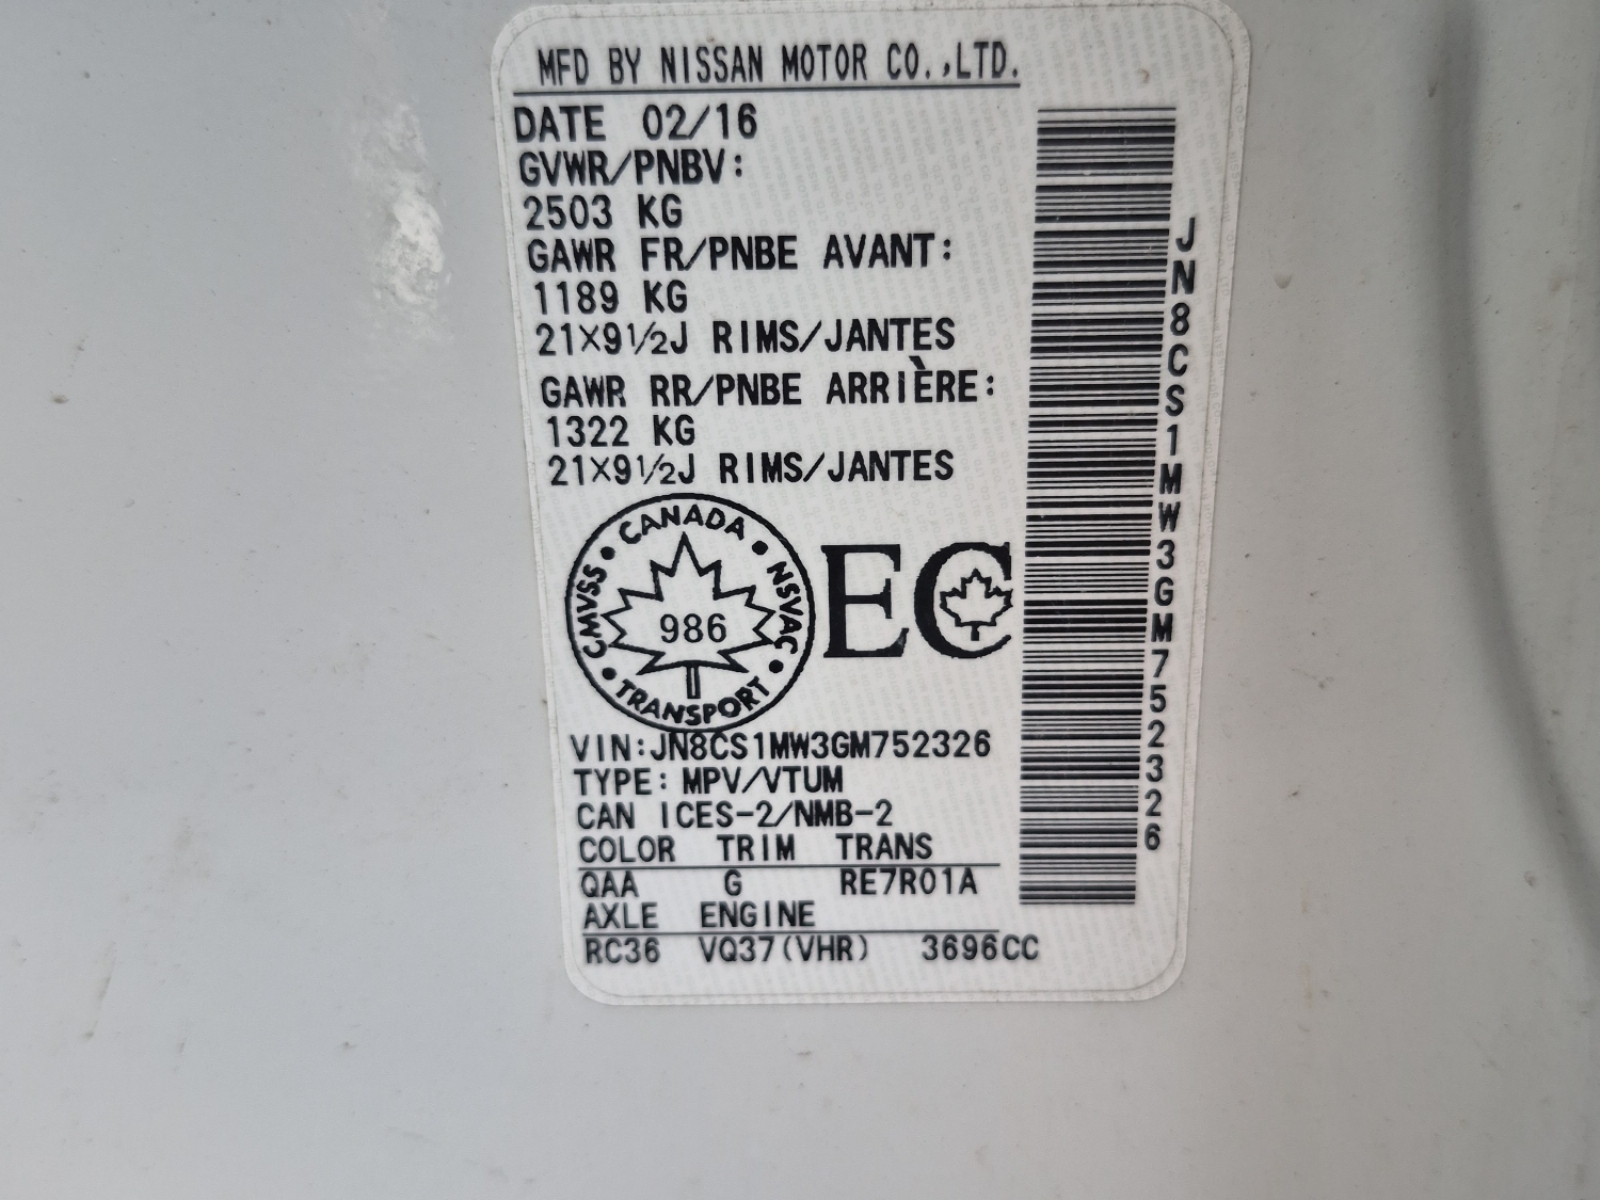 MFD BY NISSAN MOTOR CO.,LTD.
DATE 02/16
GVWR/PNBV:
2503 KG
GAWR FR/PNBE AVANT:
1189 KG
21×9½J RIMS/JANTES
GAWR RR/PNBE ARRIÈRE:
1322 KG
21×9½J RIMS/JANTES
CANADA
CMVSS • NSVAC
986
TRANSPORT
EC
VIN:JN8CS1MW3GM752326
TYPE: MPV/VTUM
CAN ICES-2/NMB-2
COLOR TRIM TRANS
QAA G RE7R01A
AXLE ENGINE
RC36 VQ37(VHR) 3696CC
JN8CS1MW3GM752326